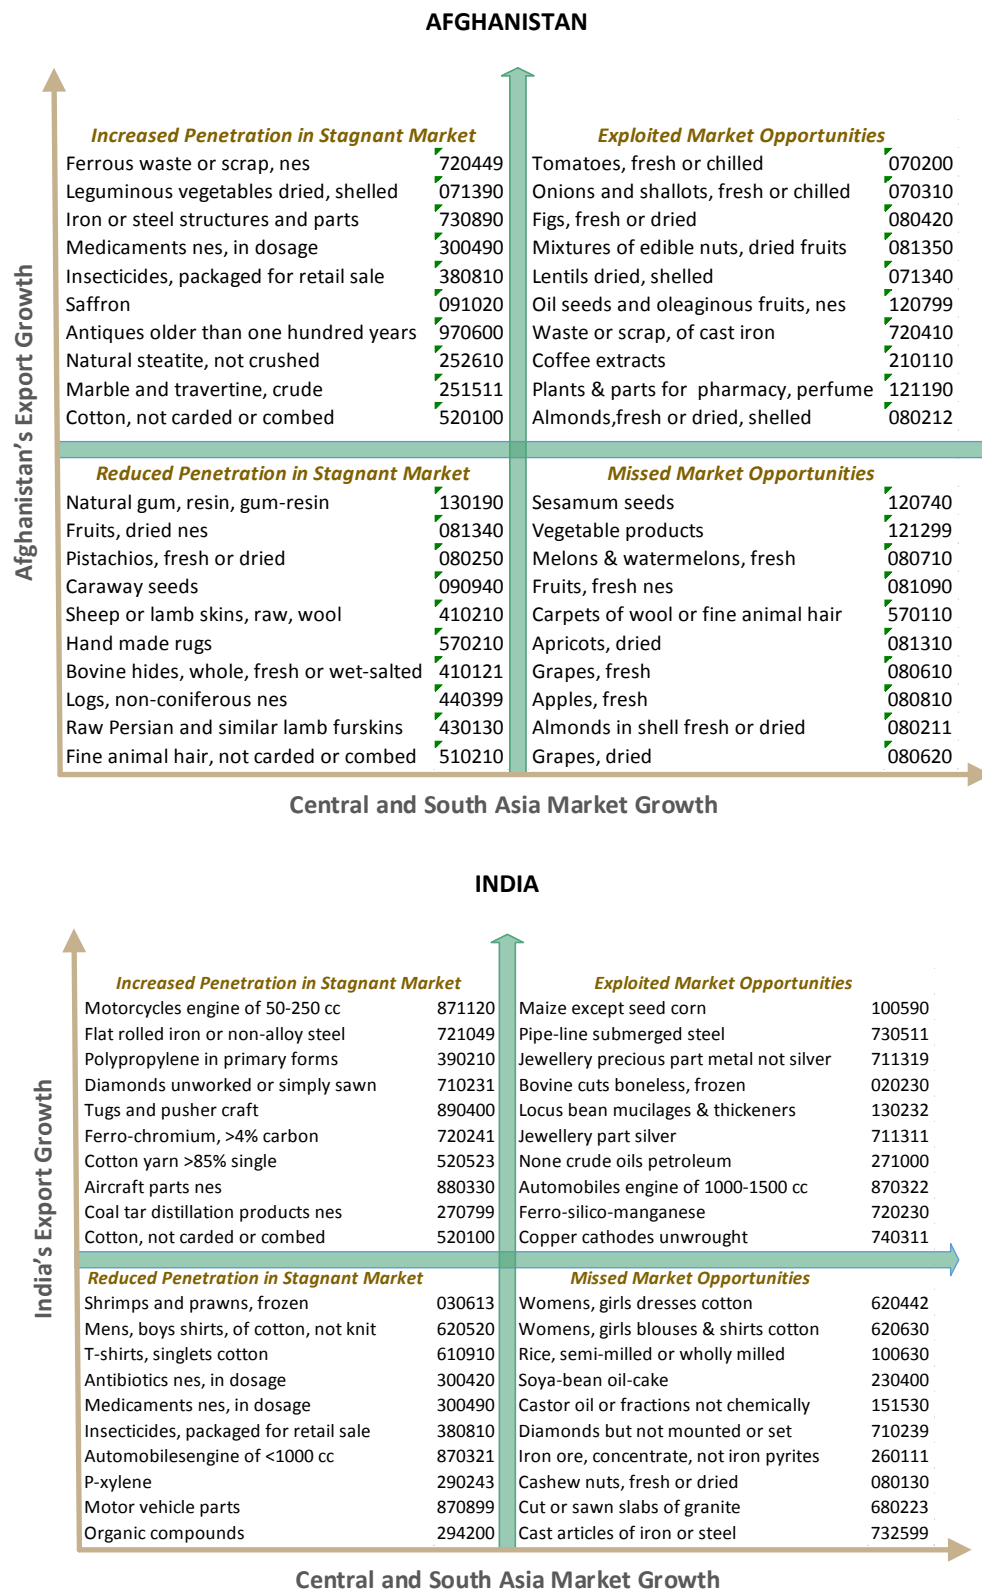 AFGHANISTAN
Afghanistan's Export Growth
Increased Penetration in Stagnant Market
Ferrous waste or scrap, nes 720449
Leguminous vegetables dried, shelled 071390
Iron or steel structures and parts 730890
Medicaments nes, in dosage 300490
Insecticides, packaged for retail sale 380810
Saffron 091020
Antiques older than one hundred years 970600
Natural steatite, not crushed 252610
Marble and travertine, crude 251511
Cotton, not carded or combed 520100
Exploited Market Opportunities
Tomatoes, fresh or chilled 070200
Onions and shallots, fresh or chilled 070310
Figs, fresh or dried 080420
Mixtures of edible nuts, dried fruits 081350
Lentils dried, shelled 071340
Oil seeds and oleaginous fruits, nes 120799
Waste or scrap, of cast iron 720410
Coffee extracts 210110
Plants & parts for pharmacy, perfume 121190
Almonds,fresh or dried, shelled 080212
Reduced Penetration in Stagnant Market
Natural gum, resin, gum-resin 130190
Fruits, dried nes 081340
Pistachios, fresh or dried 080250
Caraway seeds 090940
Sheep or lamb skins, raw, wool 410210
Hand made rugs 570210
Bovine hides, whole, fresh or wet-salted 410121
Logs, non-coniferous nes 440399
Raw Persian and similar lamb furskins 430130
Fine animal hair, not carded or combed 510210
Missed Market Opportunities
Sesamum seeds 120740
Vegetable products 121299
Melons & watermelons, fresh 080710
Fruits, fresh nes 081090
Carpets of wool or fine animal hair 570110
Apricots, dried 081310
Grapes, fresh 080610
Apples, fresh 080810
Almonds in shell fresh or dried 080211
Grapes, dried 080620
Central and South Asia Market Growth
INDIA
India's Export Growth
Increased Penetration in Stagnant Market
Motorcycles engine of 50-250 cc 871120
Flat rolled iron or non-alloy steel 721049
Polypropylene in primary forms 390210
Diamonds unworked or simply sawn 710231
Tugs and pusher craft 890400
Ferro-chromium, >4% carbon 720241
Cotton yarn >85% single 520523
Aircraft parts nes 880330
Coal tar distillation products nes 270799
Cotton, not carded or combed 520100
Exploited Market Opportunities
Maize except seed corn 100590
Pipe-line submerged steel 730511
Jewellery precious part metal not silver 711319
Bovine cuts boneless, frozen 020230
Locus bean mucilages & thickeners 130232
Jewellery part silver 711311
None crude oils petroleum 271000
Automobiles engine of 1000-1500 cc 870322
Ferro-silico-manganese 720230
Copper cathodes unwrought 740311
Reduced Penetration in Stagnant Market
Shrimps and prawns, frozen 030613
Mens, boys shirts, of cotton, not knit 620520
T-shirts, singlets cotton 610910
Antibiotics nes, in dosage 300420
Medicaments nes, in dosage 300490
Insecticides, packaged for retail sale 380810
Automobilesengine of <1000 cc 870321
P-xylene 290243
Motor vehicle parts 870899
Organic compounds 294200
Missed Market Opportunities
Womens, girls dresses cotton 620442
Womens, girls blouses & shirts cotton 620630
Rice, semi-milled or wholly milled 100630
Soya-bean oil-cake 230400
Castor oil or fractions not chemically 151530
Diamonds but not mounted or set 710239
Iron ore, concentrate, not iron pyrites 260111
Cashew nuts, fresh or dried 080130
Cut or sawn slabs of granite 680223
Cast articles of iron or steel 732599
Central and South Asia Market Growth